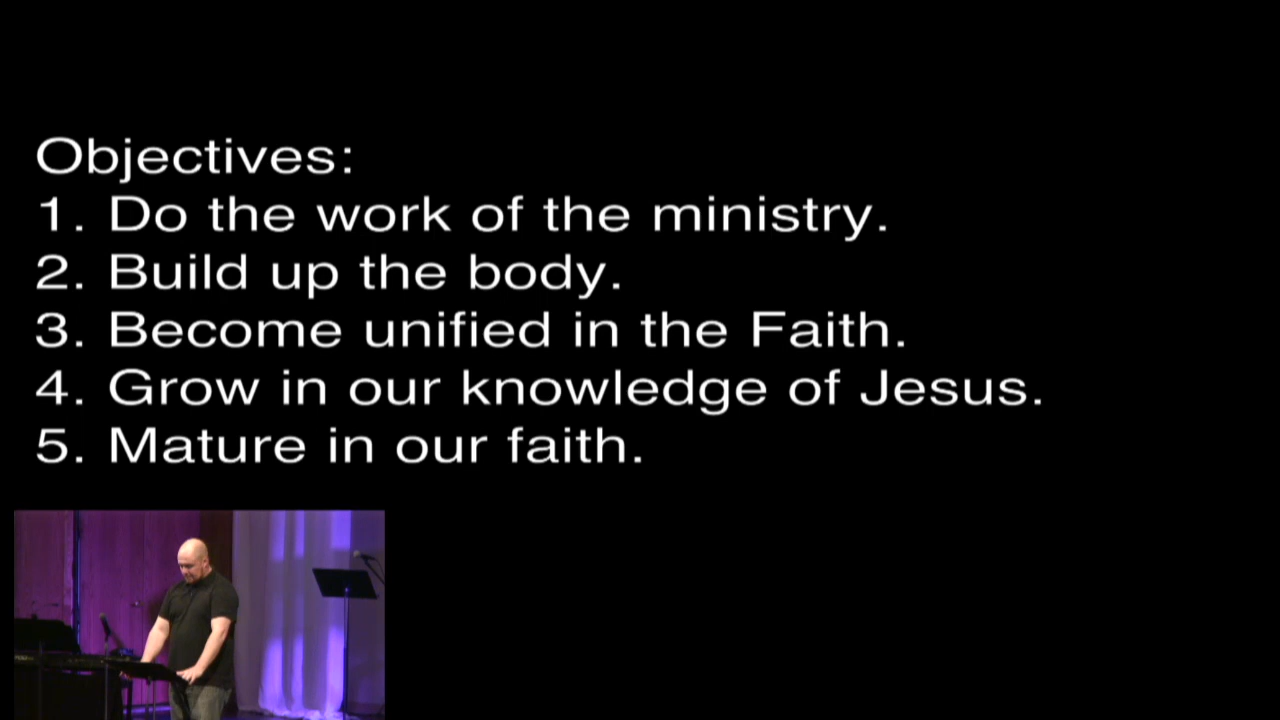 Objectives:
1. Do the work of the ministry.
2. Build up the body.
3. Become unified in the Faith.
4. Grow in our knowledge of Jesus.
5. Mature in our faith.